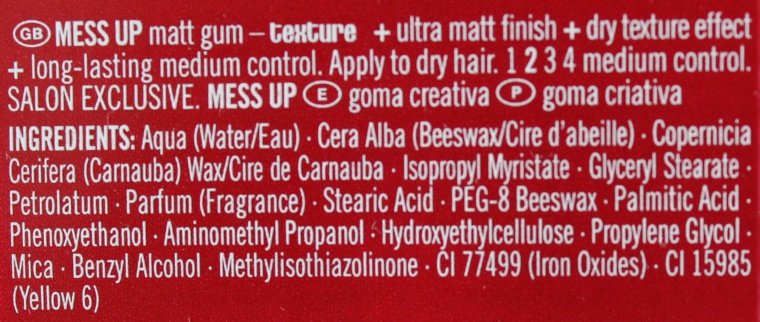 GB MESS UP matt gum – texture + ultra matt finish + dry texture effect
+ long-lasting medium control. Apply to dry hair. 1 2 3 4 medium control.
SALON EXCLUSIVE. MESS UP E goma creativa P goma criativa
INGREDIENTS: Aqua (Water/Eau) · Cera Alba (Beeswax/Cire d'abeille) · Copernicia
Cerifera (Carnauba) Wax/Cire de Carnauba · Isopropyl Myristate · Glyceryl Stearate ·
Petrolatum · Parfum (Fragrance) · Stearic Acid · PEG-8 Beeswax · Palmitic Acid ·
Phenoxyethanol · Aminomethyl Propanol · Hydroxyethylcellulose · Propylene Glycol ·
Mica · Benzyl Alcohol · Methylisothiazolinone · CI 77499 (Iron Oxides) · CI 15985
(Yellow 6)